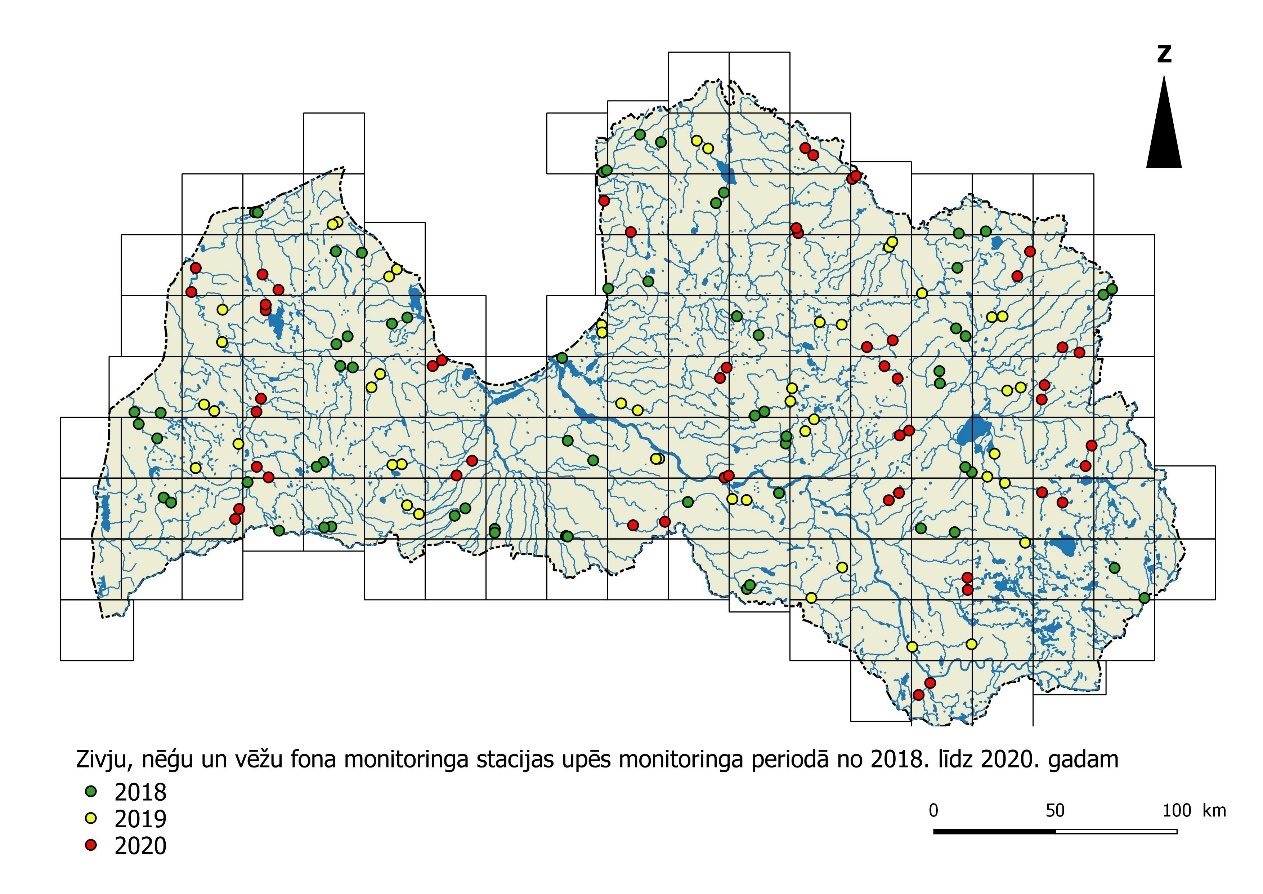 Z
Zivju, nēģu un vēžu fona monitoringa stacijas upēs monitoringa periodā no 2018. līdz 2020. gadam
2018
2019
2020
0 50 100 km